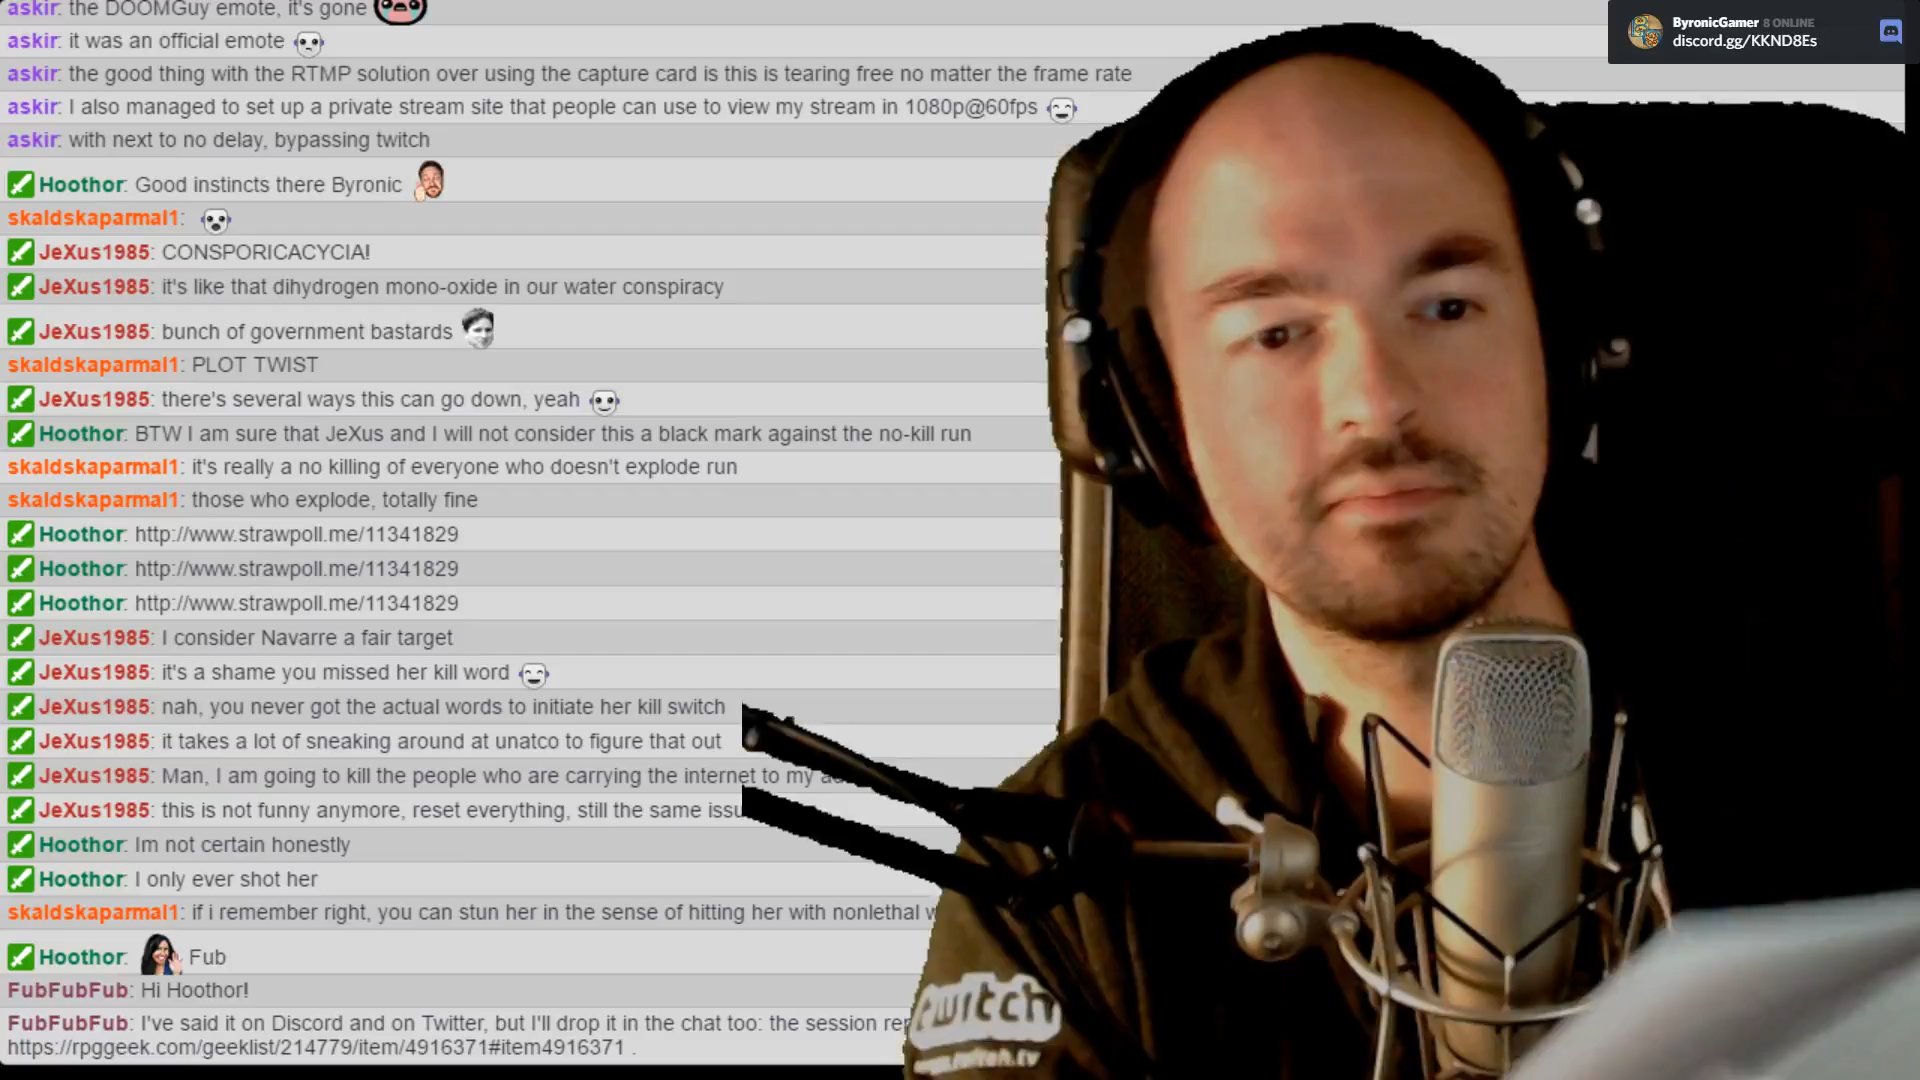 askir: the DOOMGuy emote, it's gone
ByronicGamer 8 ONLINE
discord.gg/KKND8Es
askir: it was an official emote
askir: the good thing with the RTMP solution over using the capture card is this is tearing free no matter the frame rate
askir: I also managed to set up a private stream site that people can use to view my stream in 1080p@60fps
askir: with next to no delay, bypassing twitch
Hoothor: Good instincts there Byronic
skaldskaparmal1:
JeXus1985: CONSPORICACYCIA!
JeXus1985: it's like that dihydrogen mono-oxide in our water conspiracy
JeXus1985: bunch of government bastards
skaldskaparmal1: PLOT TWIST
JeXus1985: there's several ways this can go down, yeah
Hoothor: BTW I am sure that JeXus and I will not consider this a black mark against the no-kill run
skaldskaparmal1: it's really a no killing of everyone who doesn't explode run
skaldskaparmal1: those who explode, totally fine
Hoothor: http://www.strawpoll.me/11341829
Hoothor: http://www.strawpoll.me/11341829
Hoothor: http://www.strawpoll.me/11341829
JeXus1985: I consider Navarre a fair target
JeXus1985: it's a shame you missed her kill word
JeXus1985: nah, you never got the actual words to initiate her kill switch
JeXus1985: it takes a lot of sneaking around at unatco to figure that out
JeXus1985: Man, I am going to kill the people who are carrying the internet to my
JeXus1985: this is not funny anymore, reset everything, still the same
Hoothor: Im not certain honestly
Hoothor: I only ever shot her
skaldskaparmal1: if i remember right, you can stun her in the sense of hitting her with nonlethal
Hoothor: Fub
FubFubFub: Hi Hoothor!
FubFubFub: I've said it on Discord and on Twitter, but I'll drop it in the chat too: the session
https://rpggeek.com/geeklist/214779/item/4916371#item4916371 .
twitch